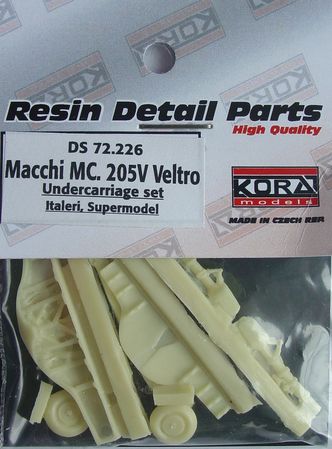 Resin Detail Parts
High Quality
DS 72.226
Macchi MC. 205V Veltro
Undercarriage set
Italeri, Supermodel
KORA
models
MADE IN CZECH REP.